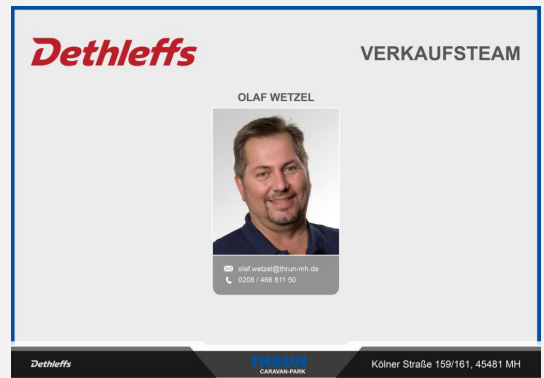 Dethleffs
VERKAUFSTEAM
OLAF WETZEL
olaf.wetzel@thrun-mh.de
0208 / 466 811 50
Dethleffs
THRUN
CARAVAN-PARK
Kölner Straße 159/161, 45481 MH